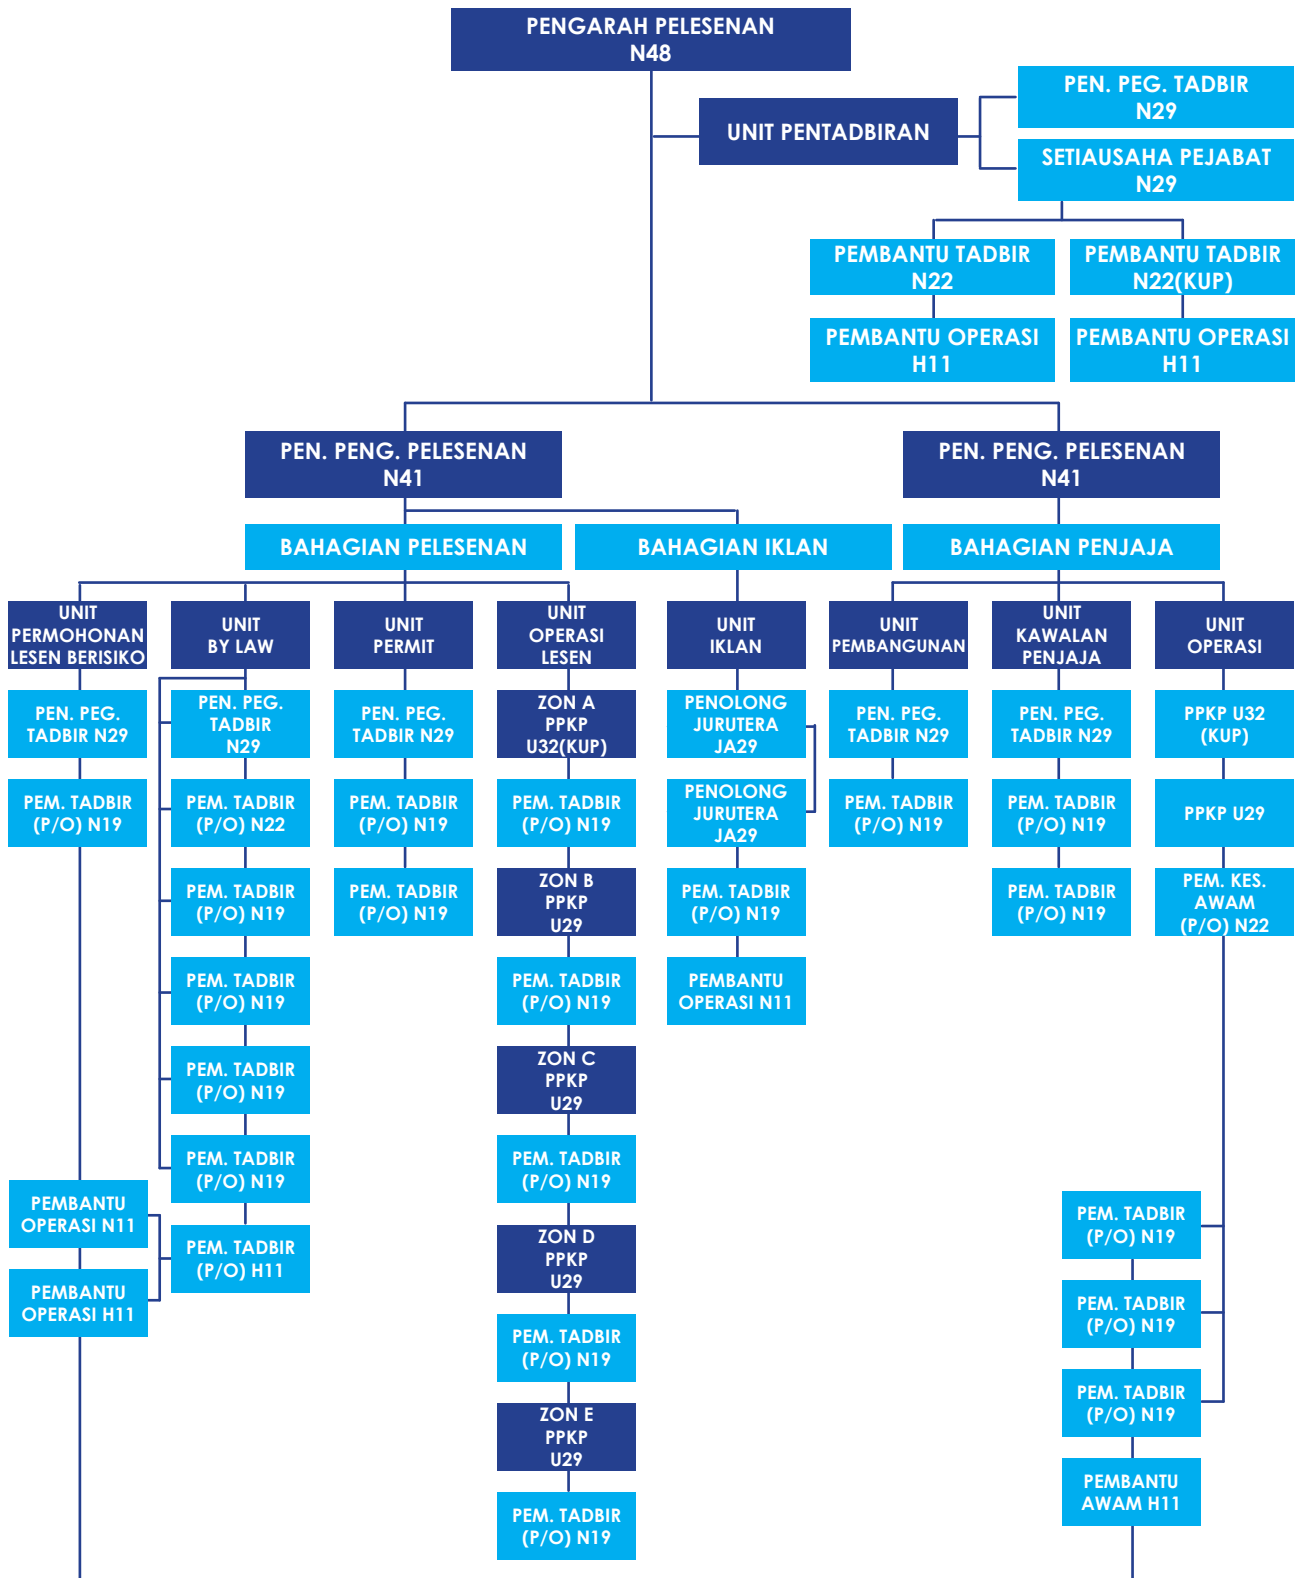 PENGARAH PELESENAN
N48
UNIT PENTADBIRAN
PEN. PEG. TADBIR
N29
SETIAUSAHA PEJABAT
N29
PEMBANTU TADBIR
N22
PEMBANTU TADBIR
N22(KUP)
PEMBANTU OPERASI
H11
PEMBANTU OPERASI
H11
PEN. PENG. PELESENAN
N41
PEN. PENG. PELESENAN
N41
BAHAGIAN PELESENAN
BAHAGIAN IKLAN
BAHAGIAN PENJAJA
UNIT
PERMOHONAN
LESEN BERISIKO
PEN. PEG.
TADBIR N29
PEM. TADBIR
(P/O) N19
PEMBANTU
OPERASI N11
PEMBANTU
OPERASI H11
UNIT
BY LAW
PEN. PEG.
TADBIR
N29
PEM. TADBIR
(P/O) N22
PEM. TADBIR
(P/O) N19
PEM. TADBIR
(P/O) N19
PEM. TADBIR
(P/O) N19
PEM. TADBIR
(P/O) N19
PEM. TADBIR
(P/O) H11
UNIT
PERMIT
PEN. PEG.
TADBIR N29
PEM. TADBIR
(P/O) N19
PEM. TADBIR
(P/O) N19
UNIT
OPERASI
LESEN
ZON A
PPKP
U32(KUP)
PEM. TADBIR
(P/O) N19
ZON B
PPKP
U29
PEM. TADBIR
(P/O) N19
ZON C
PPKP
U29
PEM. TADBIR
(P/O) N19
ZON D
PPKP
U29
PEM. TADBIR
(P/O) N19
ZON E
PPKP
U29
PEM. TADBIR
(P/O) N19
UNIT
IKLAN
PENOLONG
JURUTERA
JA29
PENOLONG
JURUTERA
JA29
PEM. TADBIR
(P/O) N19
PEMBANTU
OPERASI N11
UNIT
PEMBANGUNAN
PEN. PEG.
TADBIR N29
PEM. TADBIR
(P/O) N19
UNIT
KAWALAN
PENJAJA
PEN. PEG.
TADBIR N29
PEM. TADBIR
(P/O) N19
PEM. TADBIR
(P/O) N19
UNIT
OPERASI
PPKP U32
(KUP)
PPKP U29
PEM. KES.
AWAM
(P/O) N22
PEM. TADBIR
(P/O) N19
PEM. TADBIR
(P/O) N19
PEM. TADBIR
(P/O) N19
PEMBANTU
AWAM H11